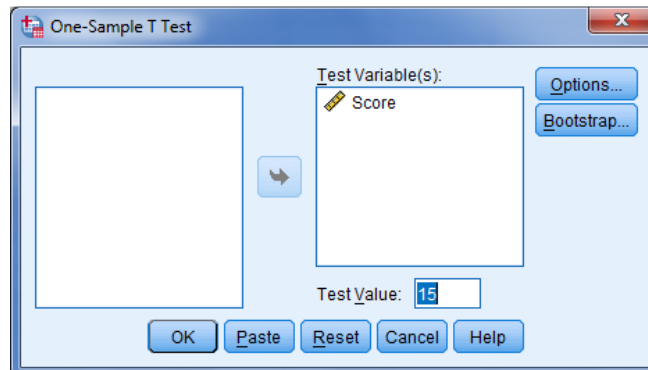 One-Sample T Test
Test Variable(s):
Score
Options...
Bootstrap...
Test Value: 15
OK Paste Reset Cancel Help